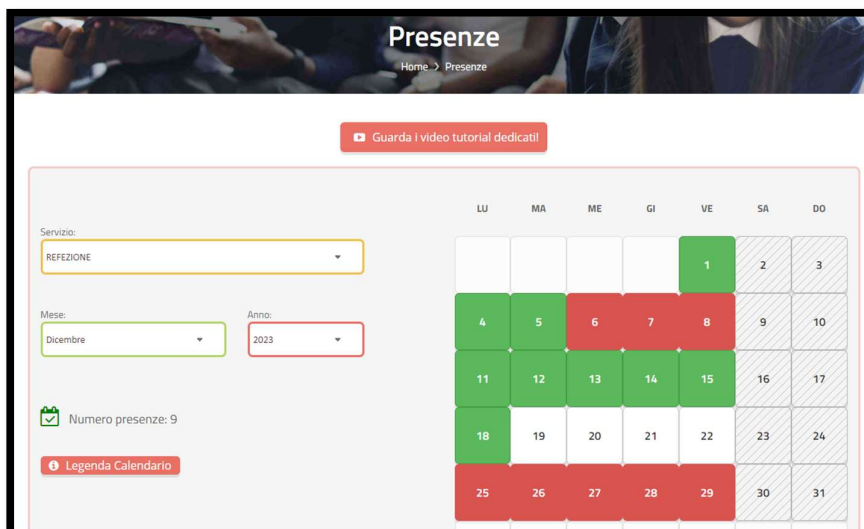 Presenze
Home > Presenze
Guarda i video tutorial dedicati!
Servizio:
REFEZIONE
Mese:
Anno:
Dicembre
2023
Numero presenze: 9
Legenda Calendario
LU MA ME GI VE SA DO
1 2 3
4 5 6 7 8 9 10
11 12 13 14 15 16 17
18 19 20 21 22 23 24
25 26 27 28 29 30 31